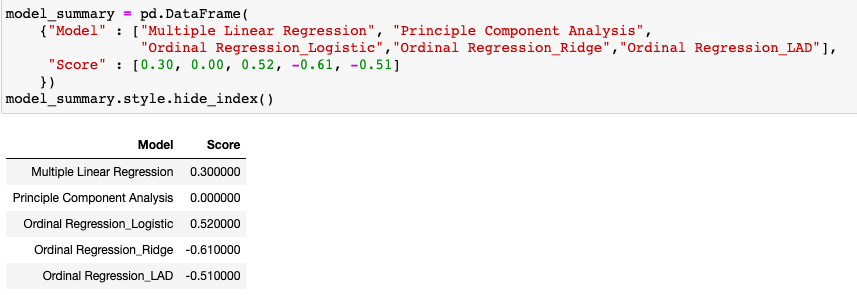 model_summary = pd.DataFrame(
{"Model" : ["Multiple Linear Regression", "Principle Component Analysis",
"Ordinal Regression_Logistic","Ordinal Regression_Ridge","Ordinal Regression_LAD"],
"Score" : [0.30, 0.00, 0.52, -0.61, -0.51]
})
model_summary.style.hide_index()
Model Score
Multiple Linear Regression 0.300000
Principle Component Analysis 0.000000
Ordinal Regression_Logistic 0.520000
Ordinal Regression_Ridge -0.610000
Ordinal Regression_LAD -0.510000